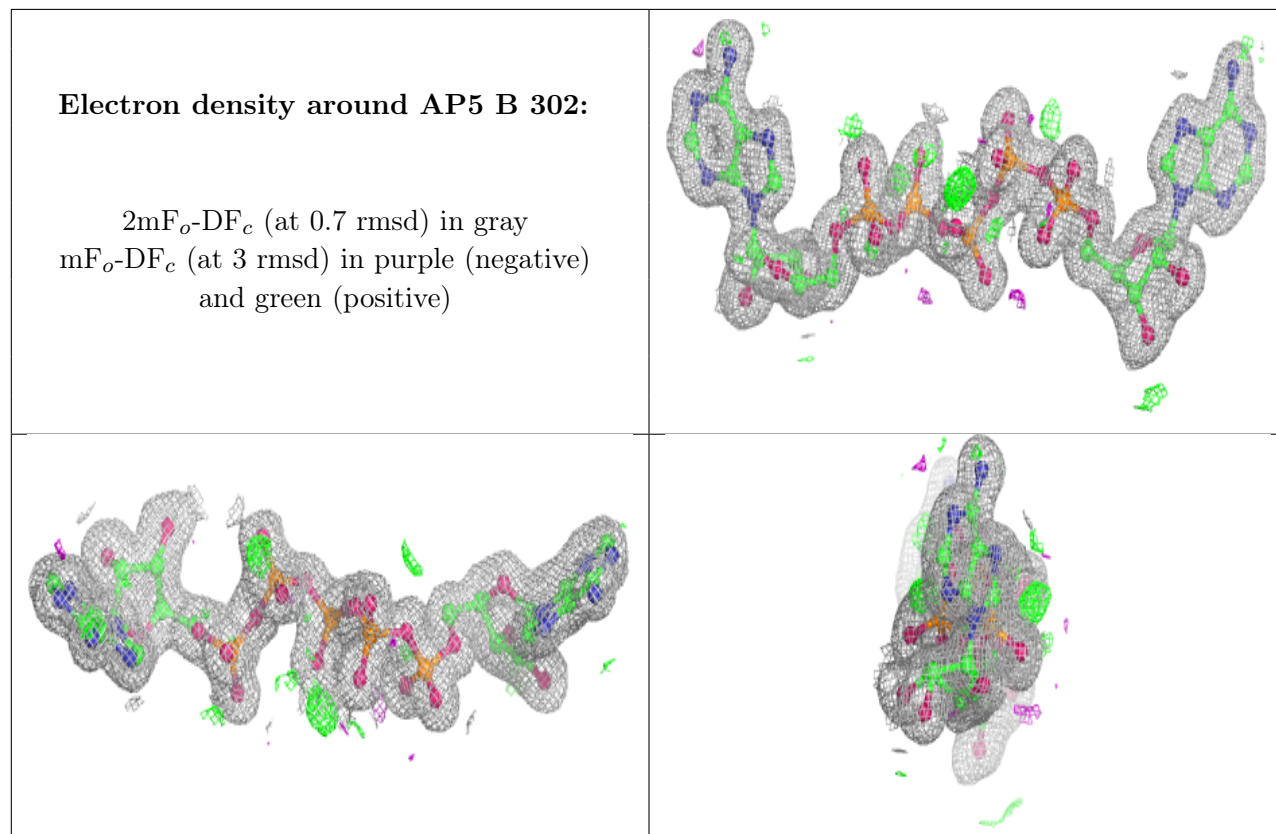 Electron density around AP5 B 302:
2mFo-DFc (at 0.7 rmsd) in gray
mFo-DFc (at 3 rmsd) in purple (negative)
and green (positive)